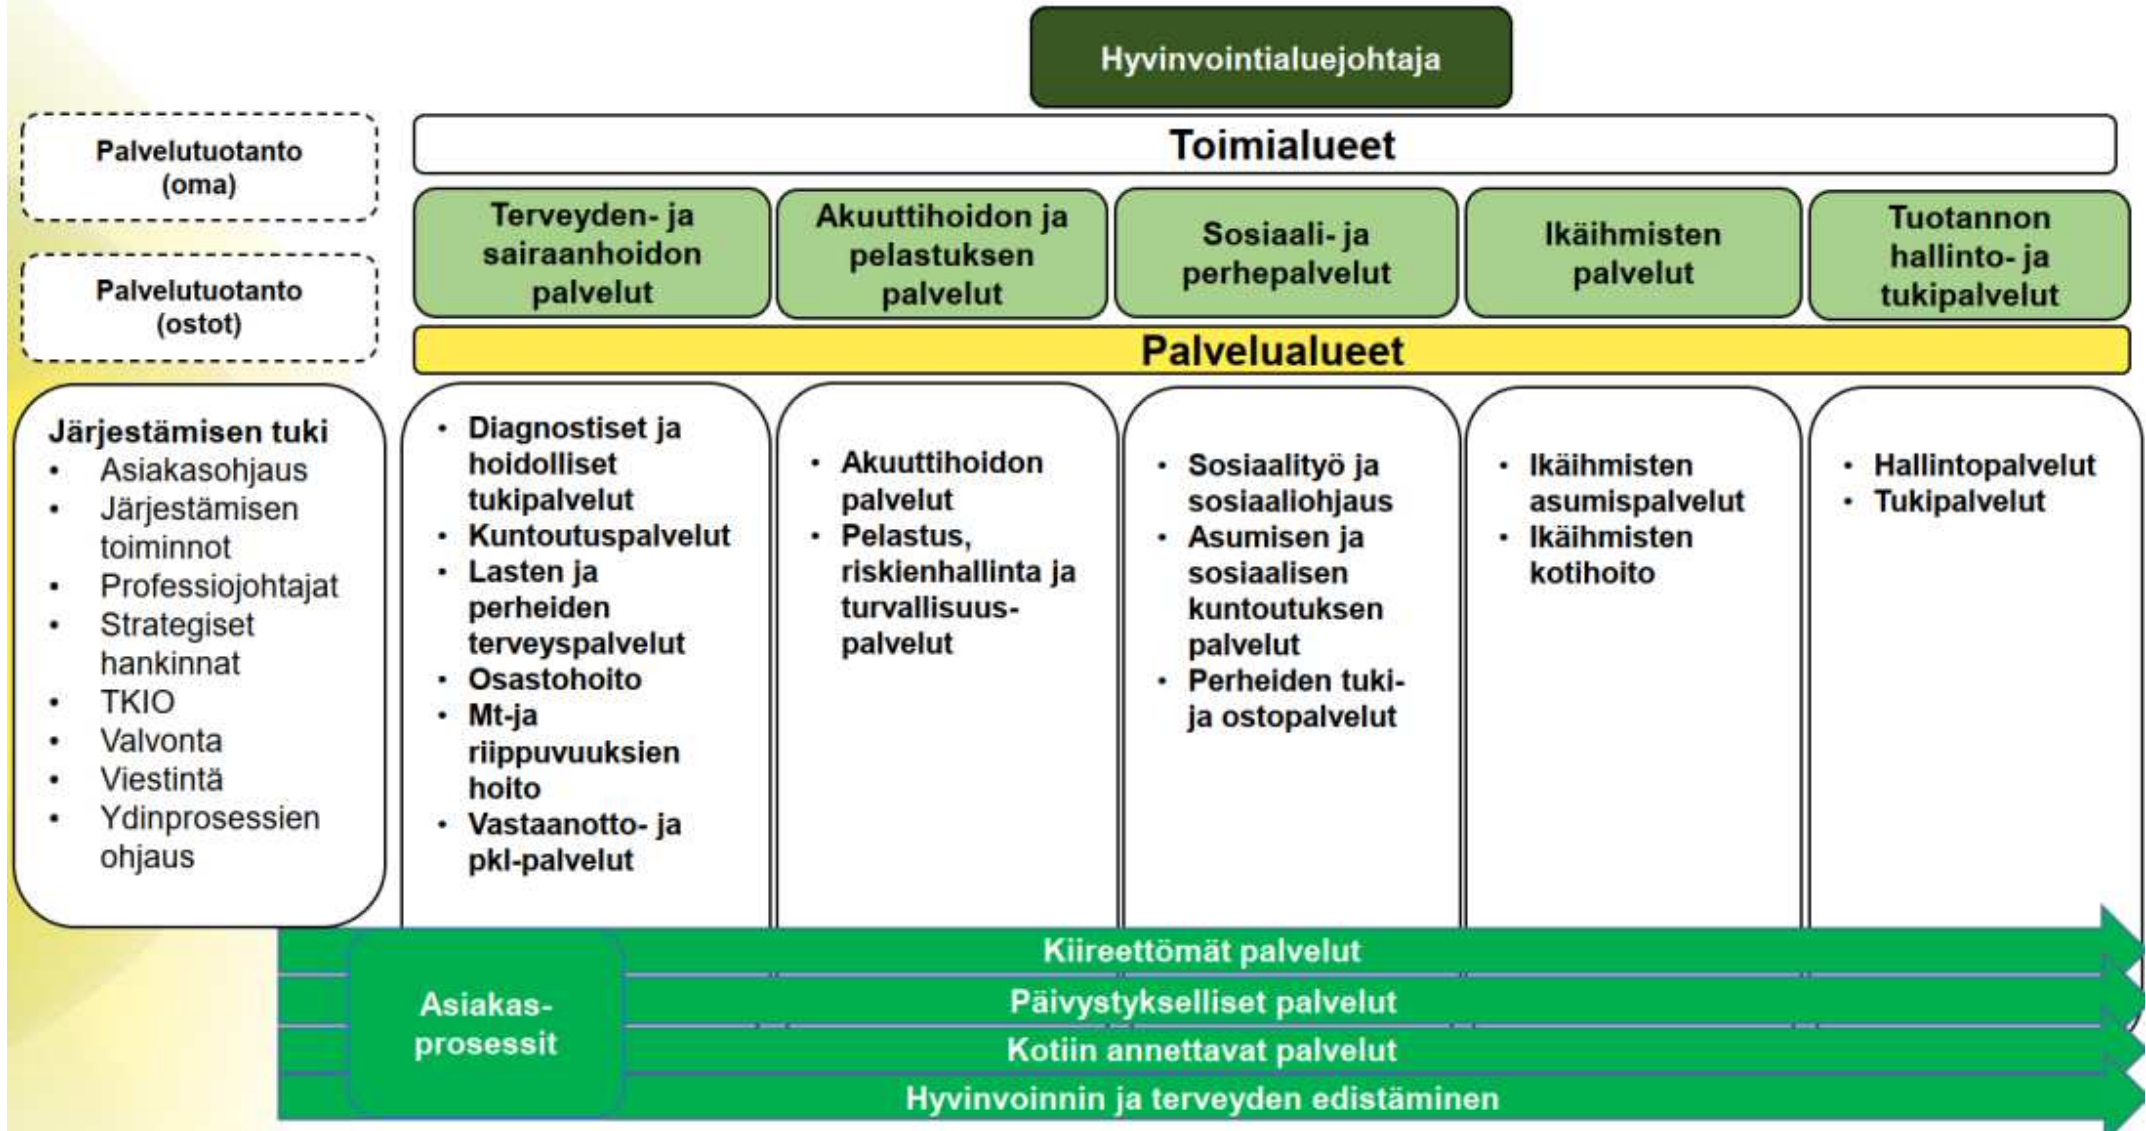 Hyvinvointialuejohtaja
Palvelutuotanto
(oma)
Palvelutuotanto
(ostot)
Toimialueet
Terveyden- ja
sairaanhoidon
palvelut
Akuuttihoidon ja
pelastuksen
palvelut
Sosiaali- ja
perhepalvelut
Ikäihmisten
palvelut
Tuotannon
hallinto- ja
tukipalvelut
Palvelualueet
Järjestämisen tuki
• Asiakasohjaus
• Järjestämisen
toiminnot
• Professiojohtajat
• Strategiset
hankinnat
• TKIO
• Valvonta
• Viestintä
• Ydinprosessien
ohjaus
• Diagnostiset ja
hoidolliset
tukipalvelut
• Kuntoutuspalvelut
• Lasten ja
perheiden
terveyspalvelut
• Osastohoito
• Mt-ja
riippuvuuksien
hoito
• Vastaanotto- ja
pkl-palvelut
• Akuuttihoidon
palvelut
• Pelastus,
riskienhallinta ja
turvallisuus-
palvelut
• Sosiaalityö ja
sosiaaliohjaus
• Asumisen ja
sosiaalisen
kuntoutuksen
palvelut
• Perheiden tuki-
ja ostopalvelut
• Ikäihmisten
asumispalvelut
• Ikäihmisten
kotihoito
• Hallintopalvelut
• Tukipalvelut
Asiakas-
prosessit
Kiireettömät palvelut
Päivystykselliset palvelut
Kotiin annettavat palvelut
Hyvinvoinnin ja terveyden edistäminen